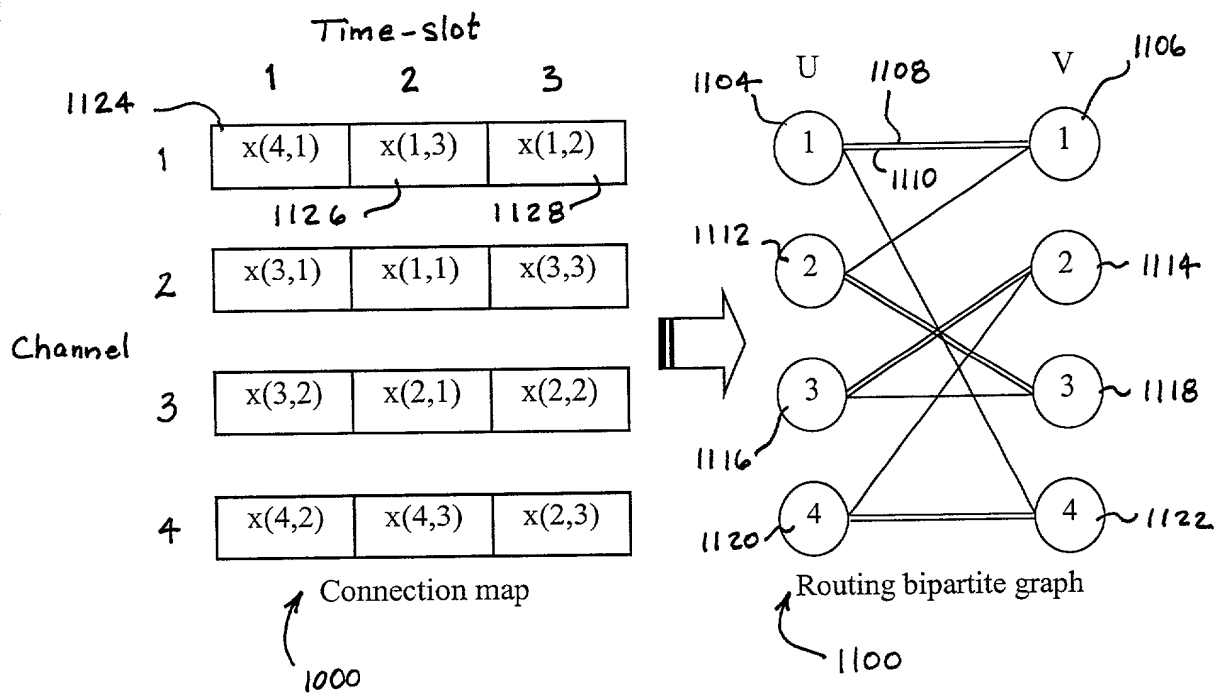 Time-slot
1 2 3
1124
1 x(4,1) x(1,3) x(1,2)
1126 1128
2 x(3,1) x(1,1) x(3,3)
Channel
3 x(3,2) x(2,1) x(2,2)
4 x(4,2) x(4,3) x(2,3)
Connection map
1000
U V
1104 1108 1106
1 1
1110
1112 2 2 1114
3 3 1118
1116
4 4 1122
1120
Routing bipartite graph
1100